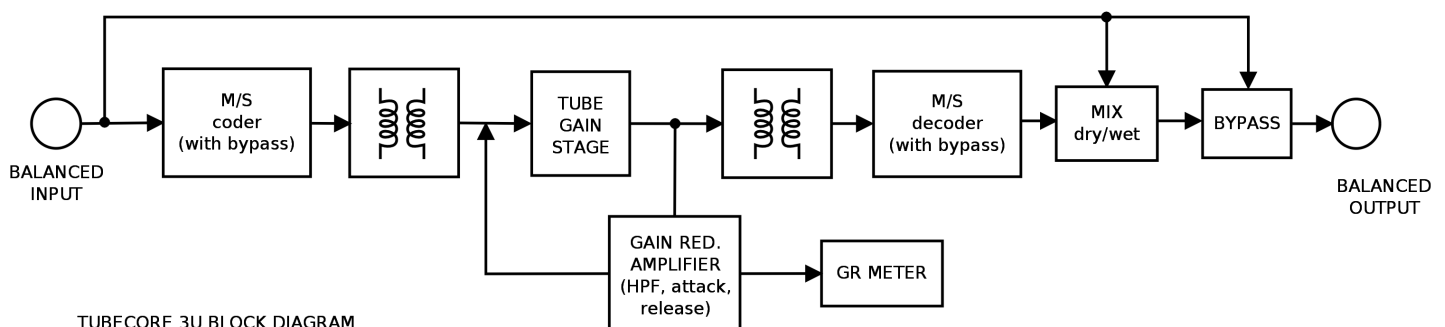 M/S
coder
(with bypass)
TUBE
GAIN
STAGE
M/S
decoder
(with bypass)
MIX
dry/wet
BYPASS
BALANCED
INPUT
BALANCED
OUTPUT
GAIN RED.
AMPLIFIER
(HPF, attack,
release)
GR METER
TUBECORE 3U BLOCK DIAGRAM